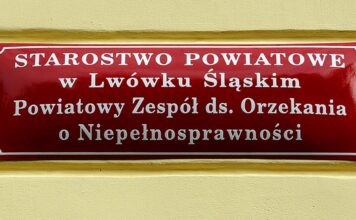 STAROSTWO POWIATOWE
w Lwówku Śląskim
Powiatowy Zespół ds. Orzekania
o Niepełnosprawności